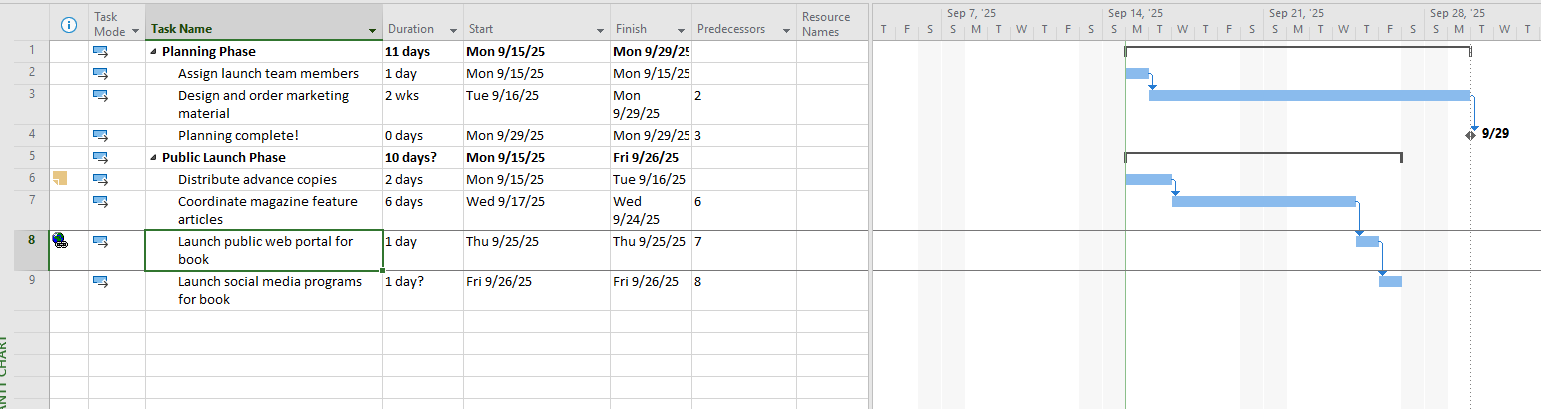 Task Mode
Task Name
Duration
Start
Finish
Predecessors
Resource Names
Sep 7, '25
Sep 14, '25
Sep 21, '25
Sep 28, '25
T F S S M T W T F S S M T W T F S S M T W T F S S M T W T
1 Planning Phase 11 days Mon 9/15/25 Mon 9/29/25
2 Assign launch team members 1 day Mon 9/15/25 Mon 9/15/25
3 Design and order marketing material 2 wks Tue 9/16/25 Mon 9/29/25 2
4 Planning complete! 0 days Mon 9/29/25 Mon 9/29/25 3
9/29
5 Public Launch Phase 10 days? Mon 9/15/25 Fri 9/26/25
6 Distribute advance copies 2 days Mon 9/15/25 Tue 9/16/25
7 Coordinate magazine feature articles 6 days Wed 9/17/25 Wed 9/24/25 6
8 Launch public web portal for book 1 day Thu 9/25/25 Thu 9/25/25 7
9 Launch social media programs for book 1 day? Fri 9/26/25 Fri 9/26/25 8